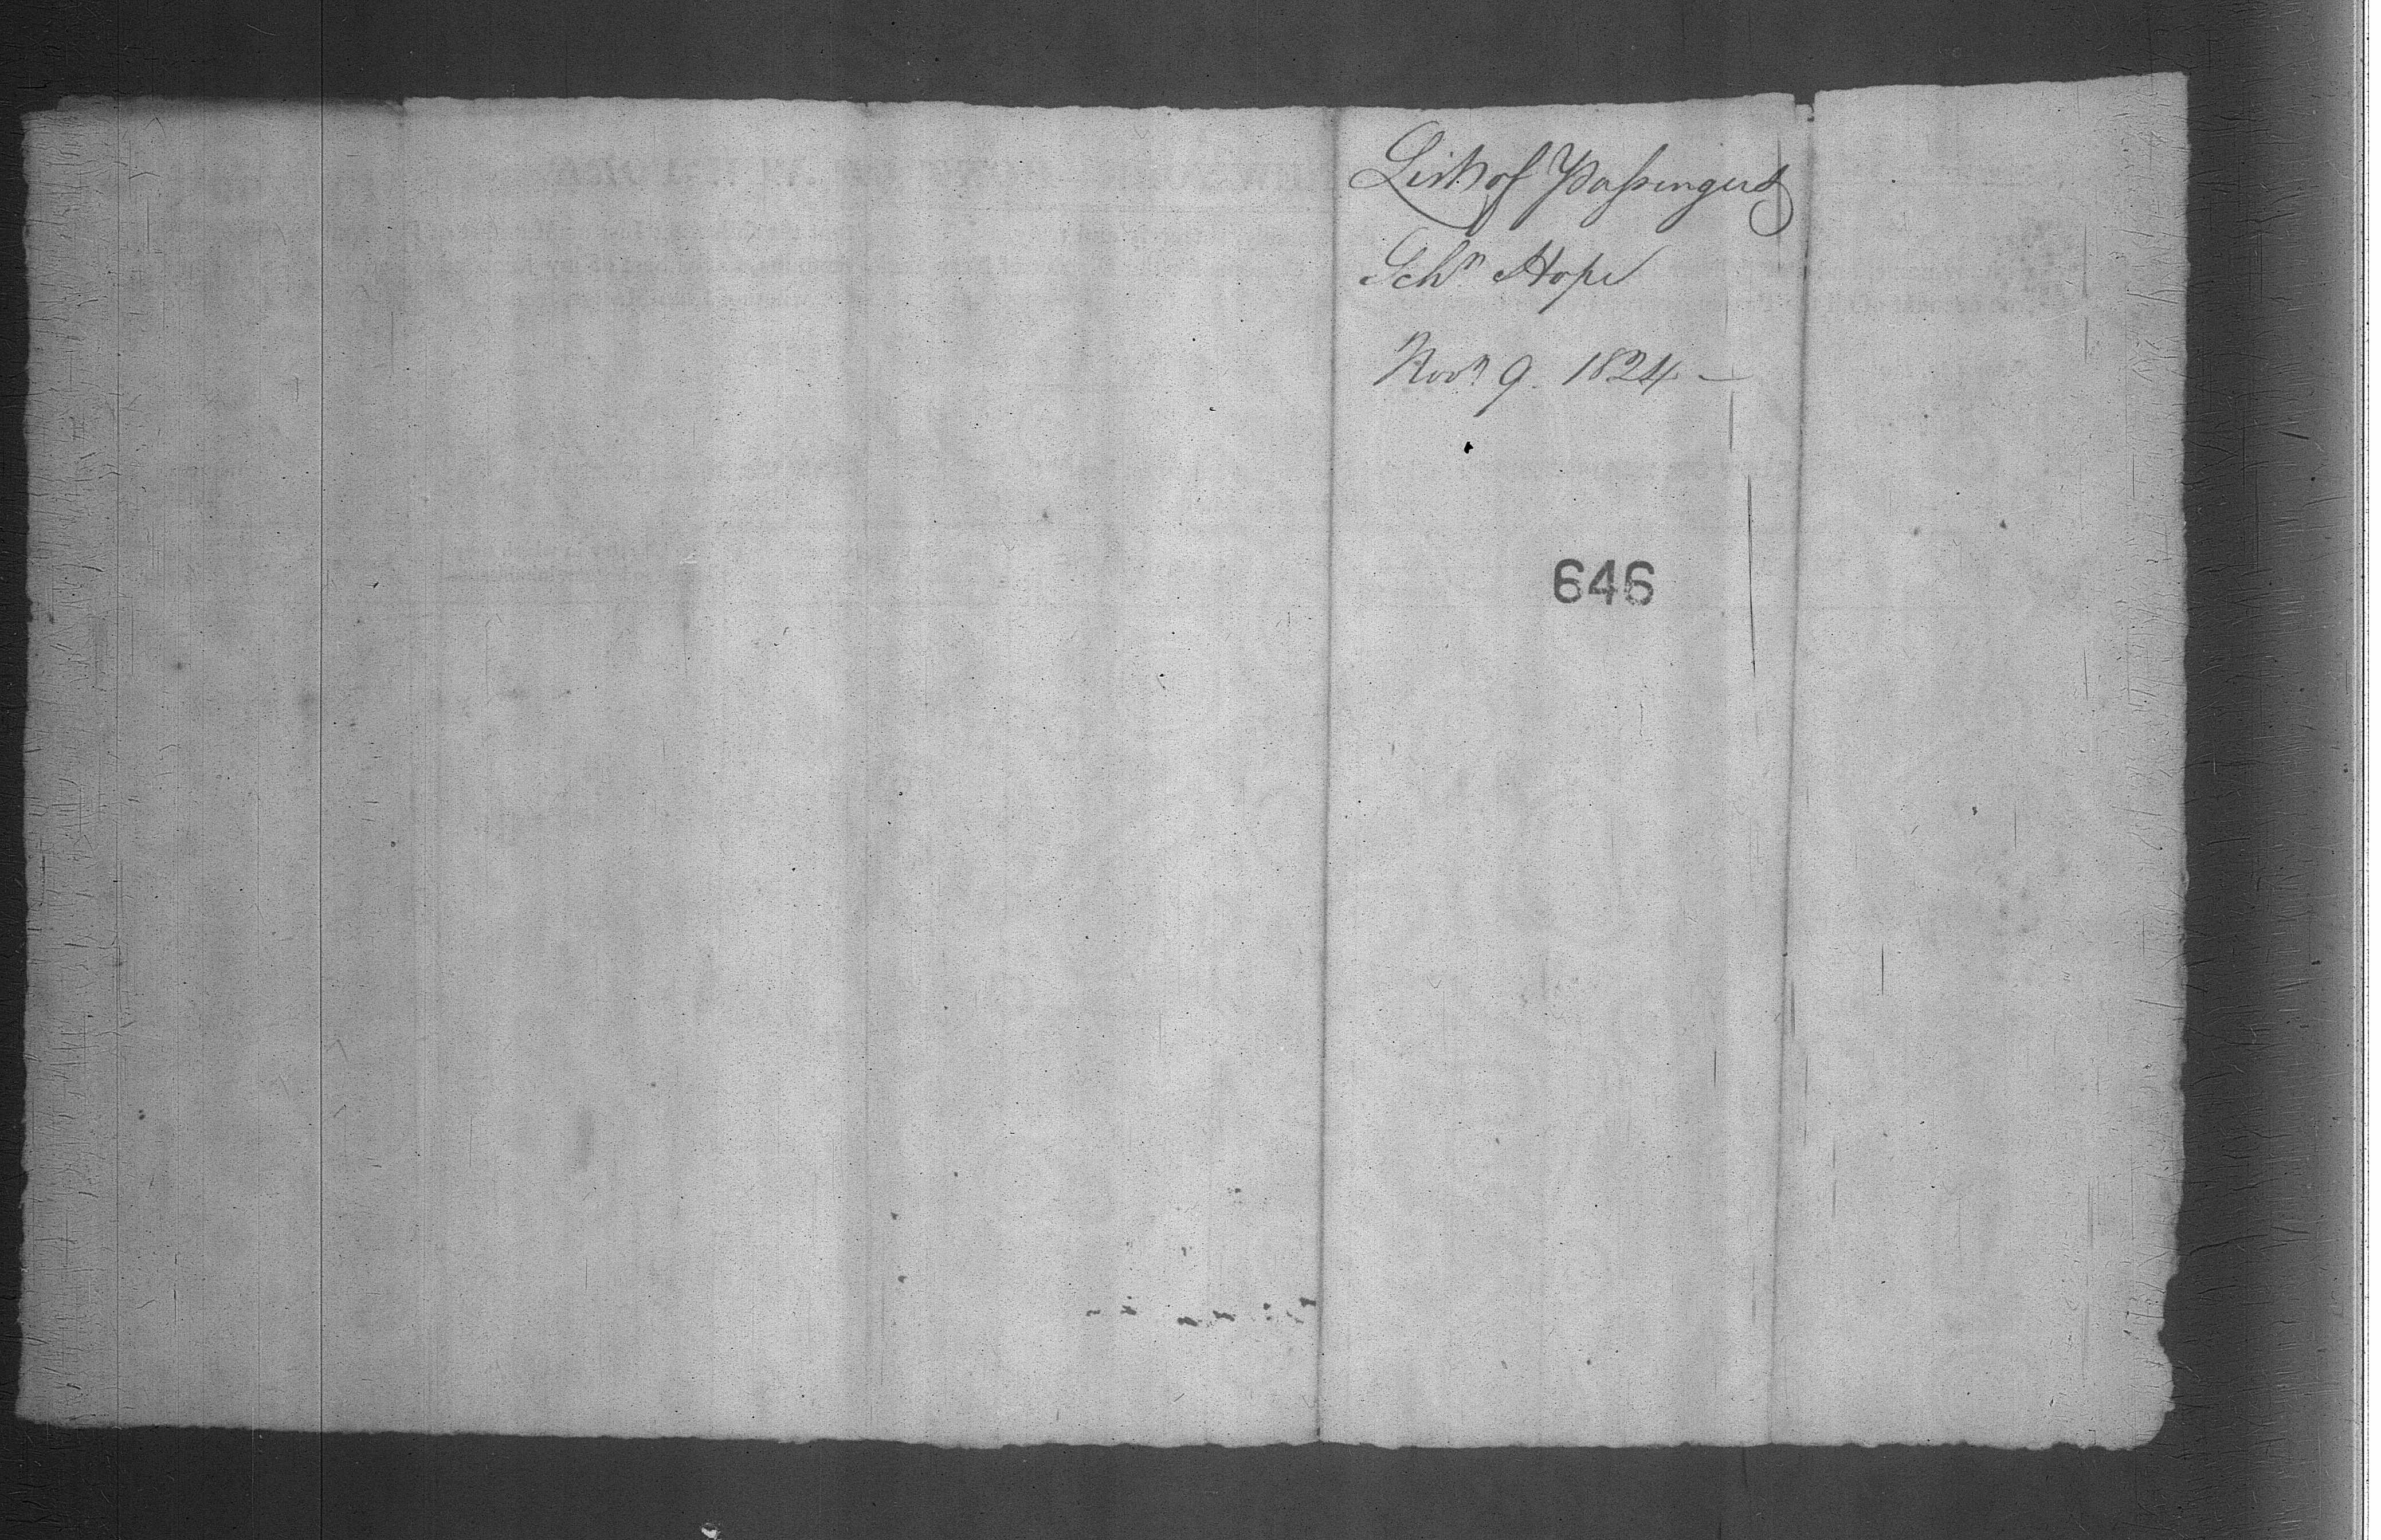 List of Passengers
Schr Hope
Novr 9. 1824 —
646